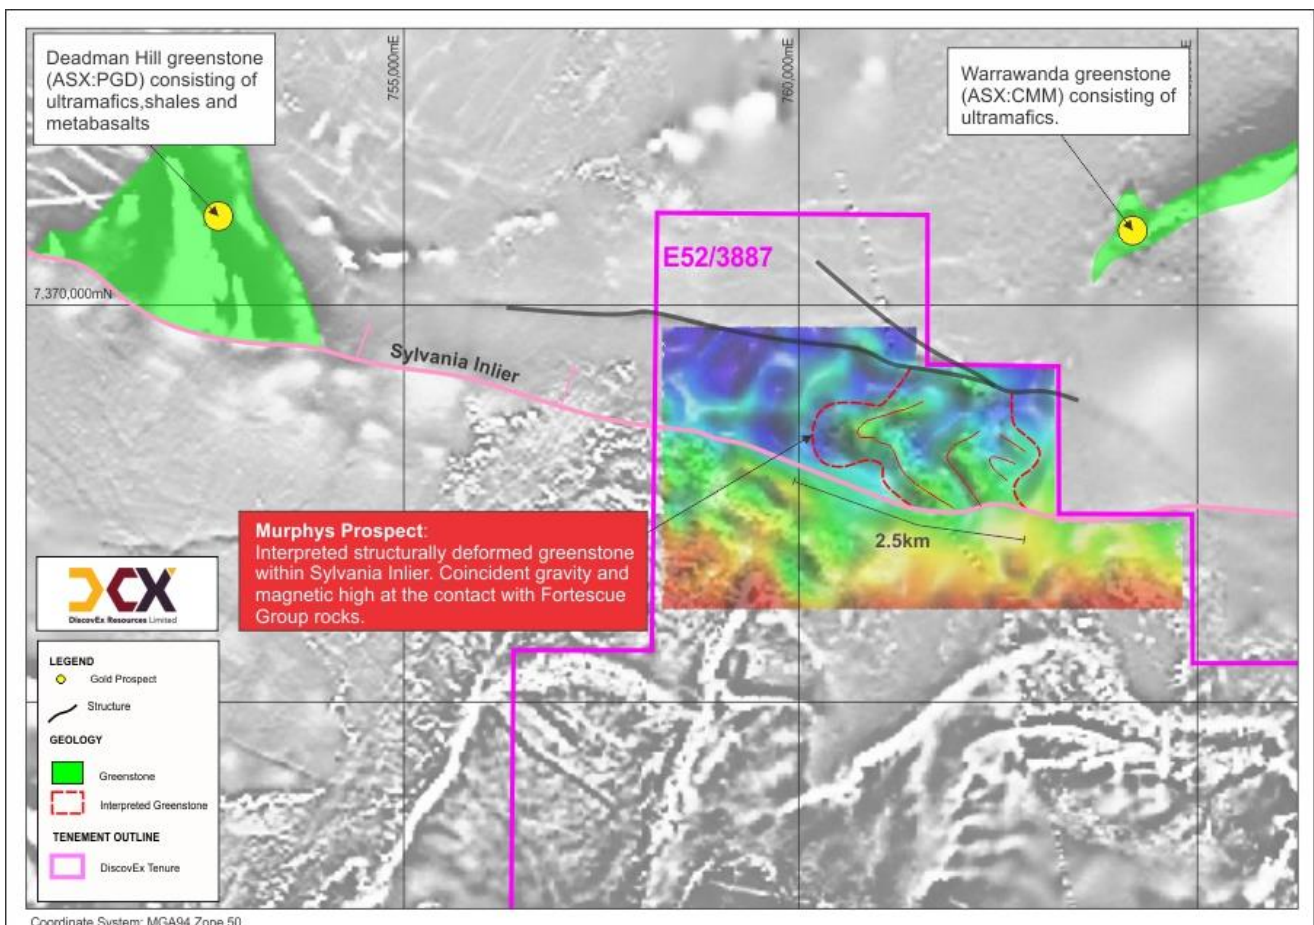 Deadman Hill greenstone
(ASX:PGD) consisting of
ultramafics,shales and
metabasalts
755,000mE
760,000mE
mE
Warrawanda greenstone
(ASX:CMM) consisting of
ultramafics.
E52/3887
7,370,000mN
Sylvania Inlier
Murphys Prospect:
Interpreted structurally deformed greenstone
within Sylvania Inlier. Coincident gravity and
magnetic high at the contact with Fortescue
Group rocks.
2.5km
DCX
DiscovEx Resources Limited
LEGEND
Gold Prospect
Structure
GEOLOGY
Greenstone
Interpreted Greenstone
TENEMENT OUTLINE
DiscovEx Tenure
Coordinate System: MGA94 Zone 50